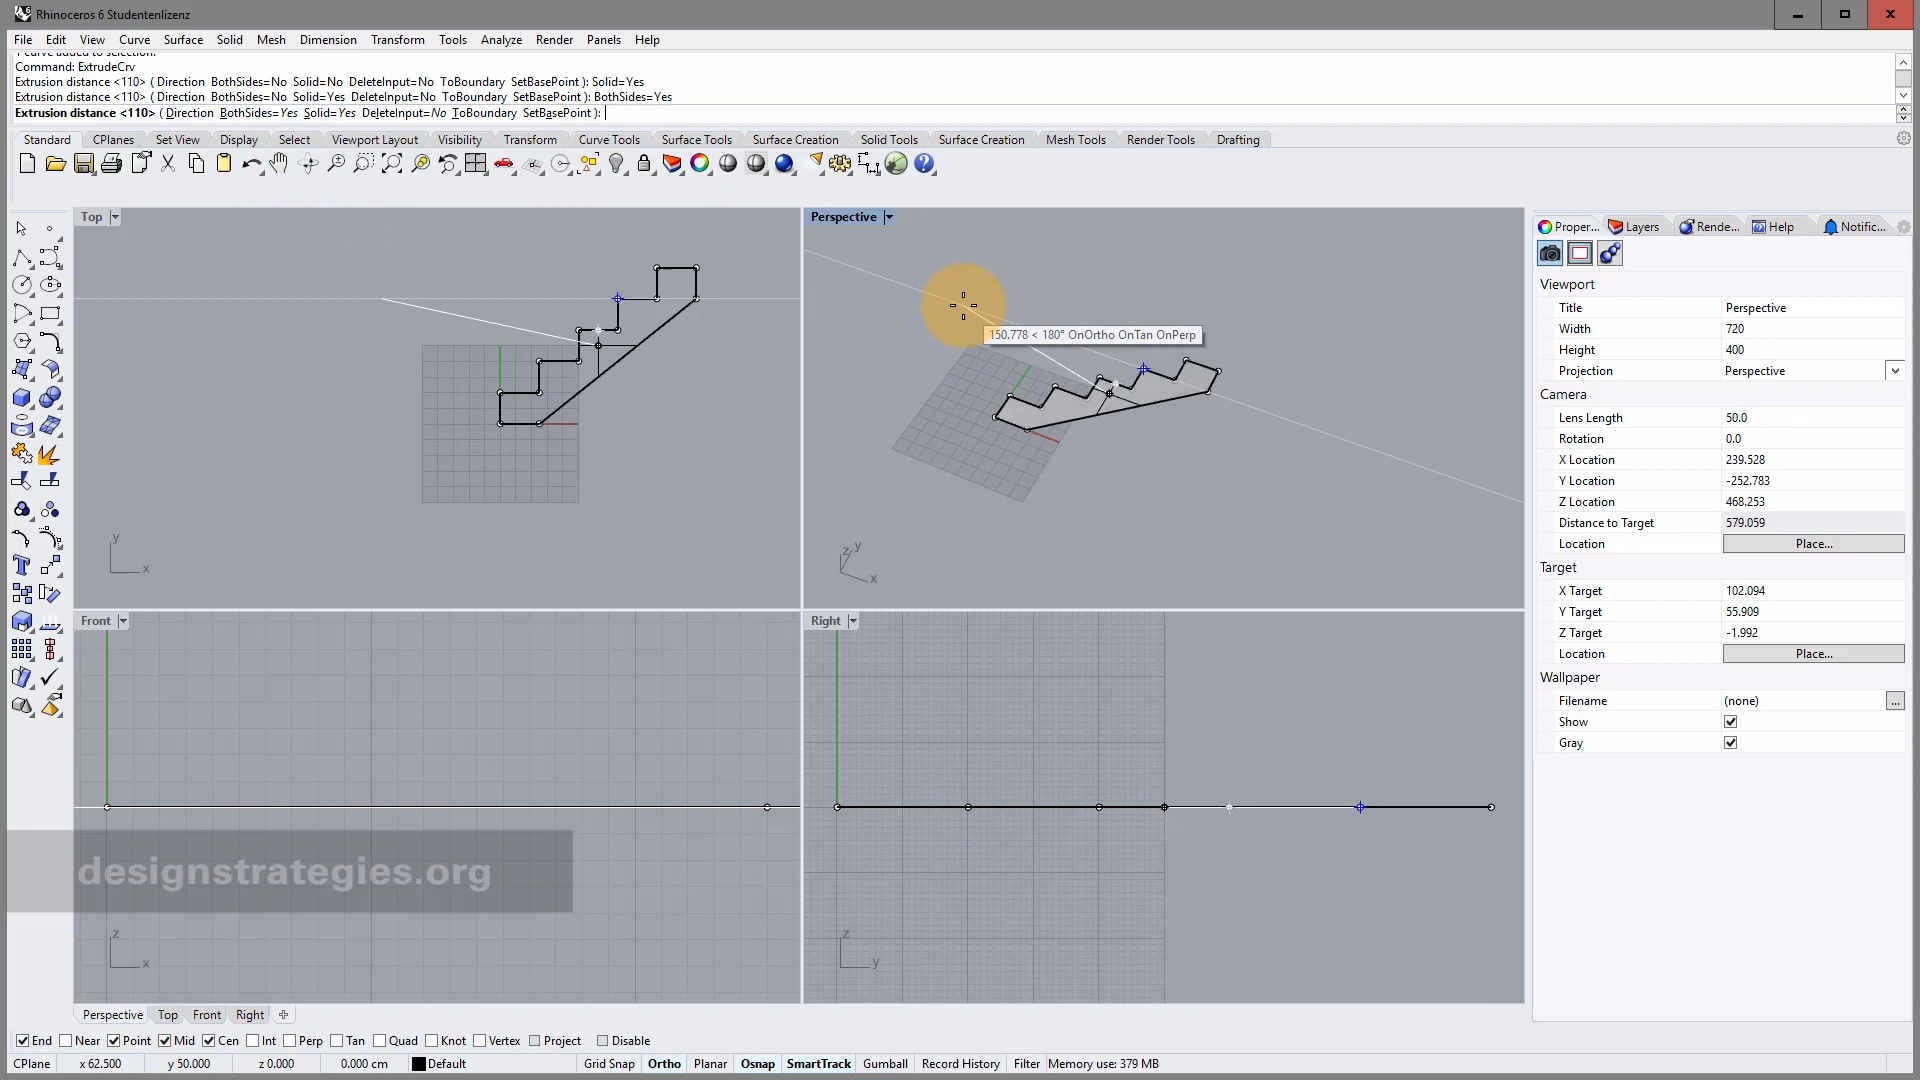 Rhinoceros 6 Studentenlizenz
File Edit View Curve Surface Solid Mesh Dimension Transform Tools Analyze Render Panels Help
1 curve added to selection.
Command: ExtrudeCrv
Extrusion distance <110> ( Direction BothSides=No Solid=No DeleteInput=No ToBoundary SetBasePoint ): Solid=Yes
Extrusion distance <110> ( Direction BothSides=No Solid=Yes DeleteInput=No ToBoundary SetBasePoint ): BothSides=Yes
Extrusion distance <110> ( Direction BothSides=Yes Solid=Yes DeleteInput=No ToBoundary SetBasePoint ):
Standard CPlanes Set View Display Select Viewport Layout Visibility Transform Curve Tools Surface Tools Surface Creation Solid Tools Surface Creation Mesh Tools Render Tools Drafting
Top
Perspective
150.778 < 180° OnOrtho OnTan OnPerp
y
x
z y
x
Front
Right
designstrategies.org
z
x
z
y
Proper... Layers Rende... Help Notific...
Viewport
Title Perspective
Width 720
Height 400
Projection Perspective
Camera
Lens Length 50.0
Rotation 0.0
X Location 239.528
Y Location -252.783
Z Location 468.253
Distance to Target 579.059
Location Place...
Target
X Target 102.094
Y Target 55.909
Z Target -1.992
Location Place...
Wallpaper
Filename (none) ...
Show
Gray
Perspective Top Front Right
End Near Point Mid Cen Int Perp Tan Quad Knot Vertex Project Disable
CPlane x 62.500 y 50.000 z 0.000 0.000 cm Default Grid Snap Ortho Planar Osnap SmartTrack Gumball Record History Filter Memory use: 379 MB